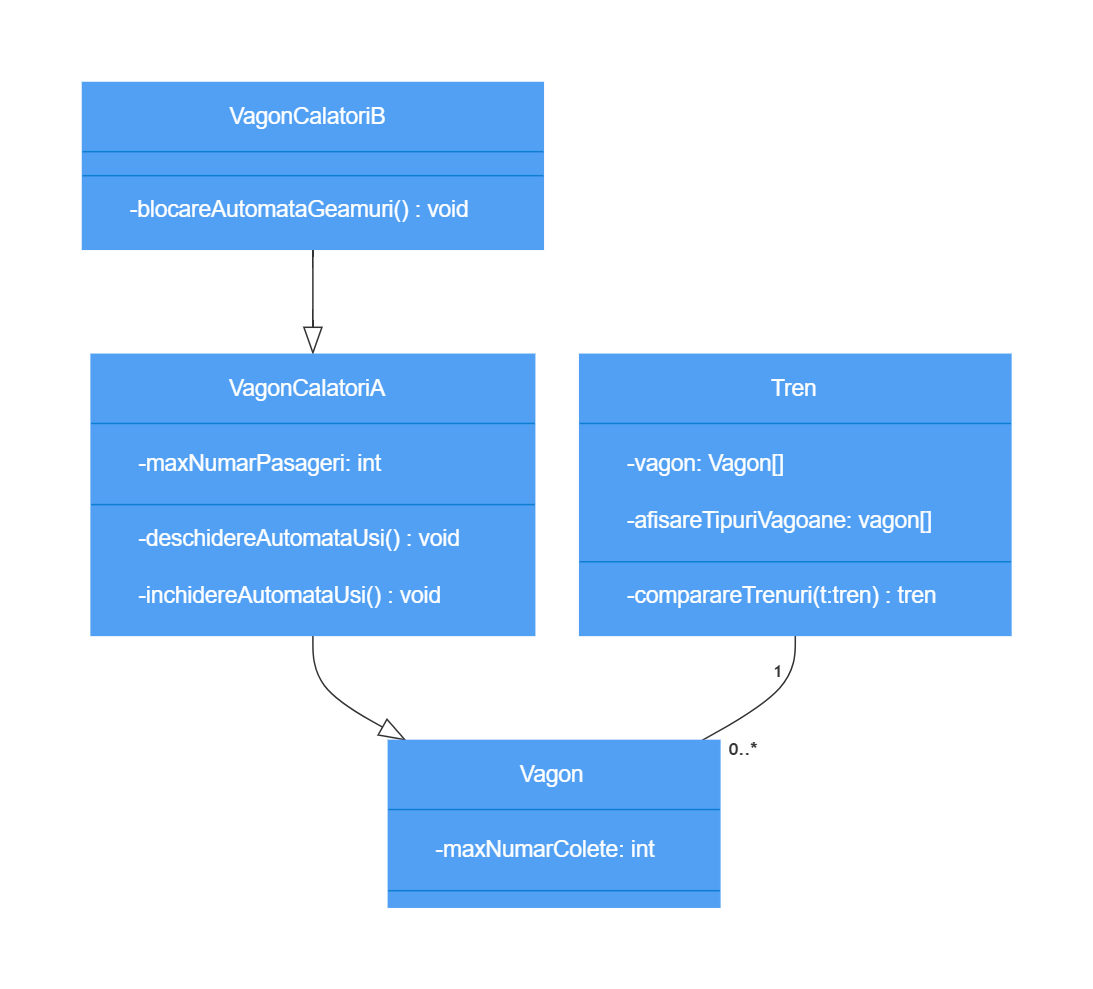 VagonCalatoriB
-blocareAutomataGeamuri() : void
VagonCalatoriA
-maxNumarPasageri: int
-deschidereAutomataUsi() : void
-inchidereAutomataUsi() : void
Tren
-vagon: Vagon[]
-afisareTipuriVagoane: vagon[]
-comparareTrenuri(t:tren) : tren
1
0..*
Vagon
-maxNumarColete: int